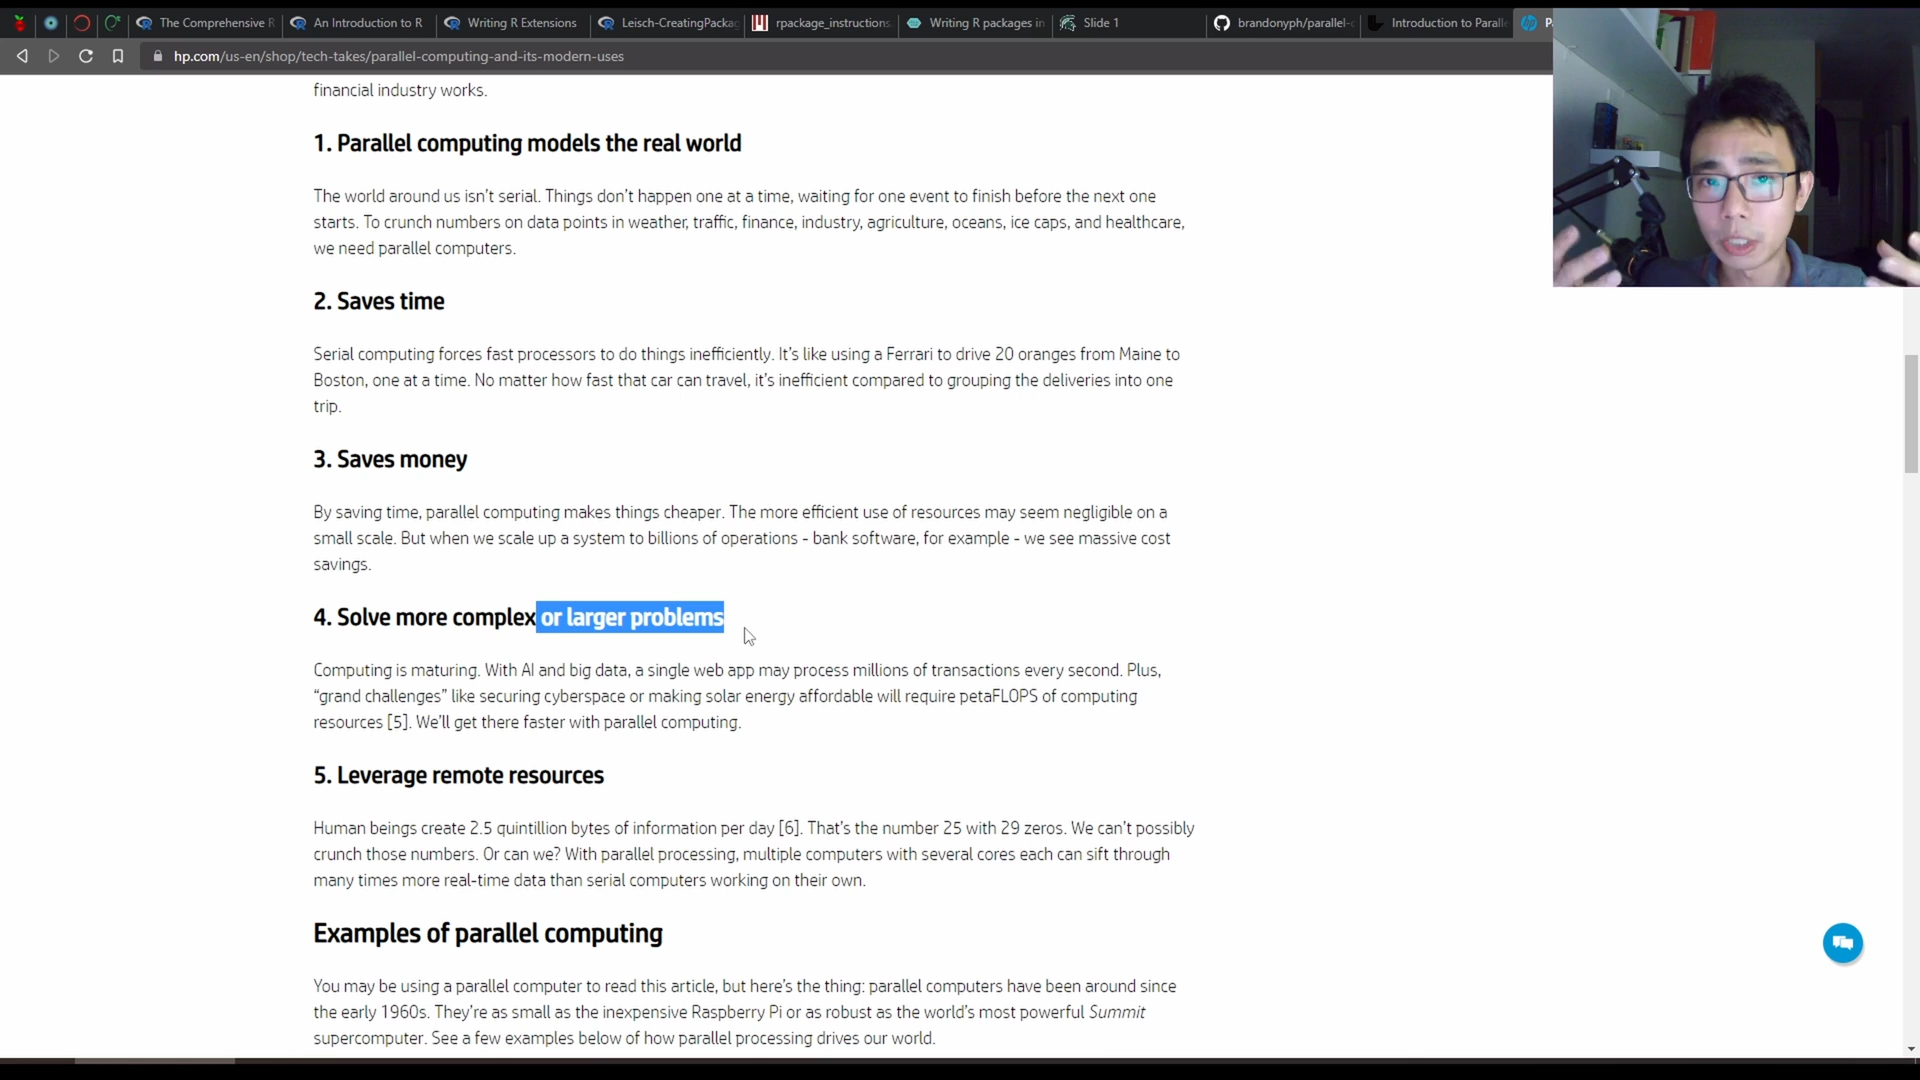 The Comprehensive R
An Introduction to R
Writing R Extensions
Leisch-CreatingPackag
rpackage_instructions.
Writing R packages in
Slide 1
brandonyph/parallel-c
Introduction to Parall
hp.com/us-en/shop/tech-takes/parallel-computing-and-its-modern-uses
financial industry works.
1. Parallel computing models the real world
The world around us isn’t serial. Things don’t happen one at a time, waiting for one event to finish before the next one
starts. To crunch numbers on data points in weather, traffic, finance, industry, agriculture, oceans, ice caps, and healthcare,
we need parallel computers.
2. Saves time
Serial computing forces fast processors to do things inefficiently. It’s like using a Ferrari to drive 20 oranges from Maine to
Boston, one at a time. No matter how fast that car can travel, it’s inefficient compared to grouping the deliveries into one
trip.
3. Saves money
By saving time, parallel computing makes things cheaper. The more efficient use of resources may seem negligible on a
small scale. But when we scale up a system to billions of operations - bank software, for example - we see massive cost
savings.
4. Solve more complex or larger problems
Computing is maturing. With AI and big data, a single web app may process millions of transactions every second. Plus,
“grand challenges” like securing cyberspace or making solar energy affordable will require petaFLOPS of computing
resources [5]. We’ll get there faster with parallel computing.
5. Leverage remote resources
Human beings create 2.5 quintillion bytes of information per day [6]. That’s the number 25 with 29 zeros. We can’t possibly
crunch those numbers. Or can we? With parallel processing, multiple computers with several cores each can sift through
many times more real-time data than serial computers working on their own.
Examples of parallel computing
You may be using a parallel computer to read this article, but here’s the thing: parallel computers have been around since
the early 1960s. They’re as small as the inexpensive Raspberry Pi or as robust as the world’s most powerful Summit
supercomputer. See a few examples below of how parallel processing drives our world.